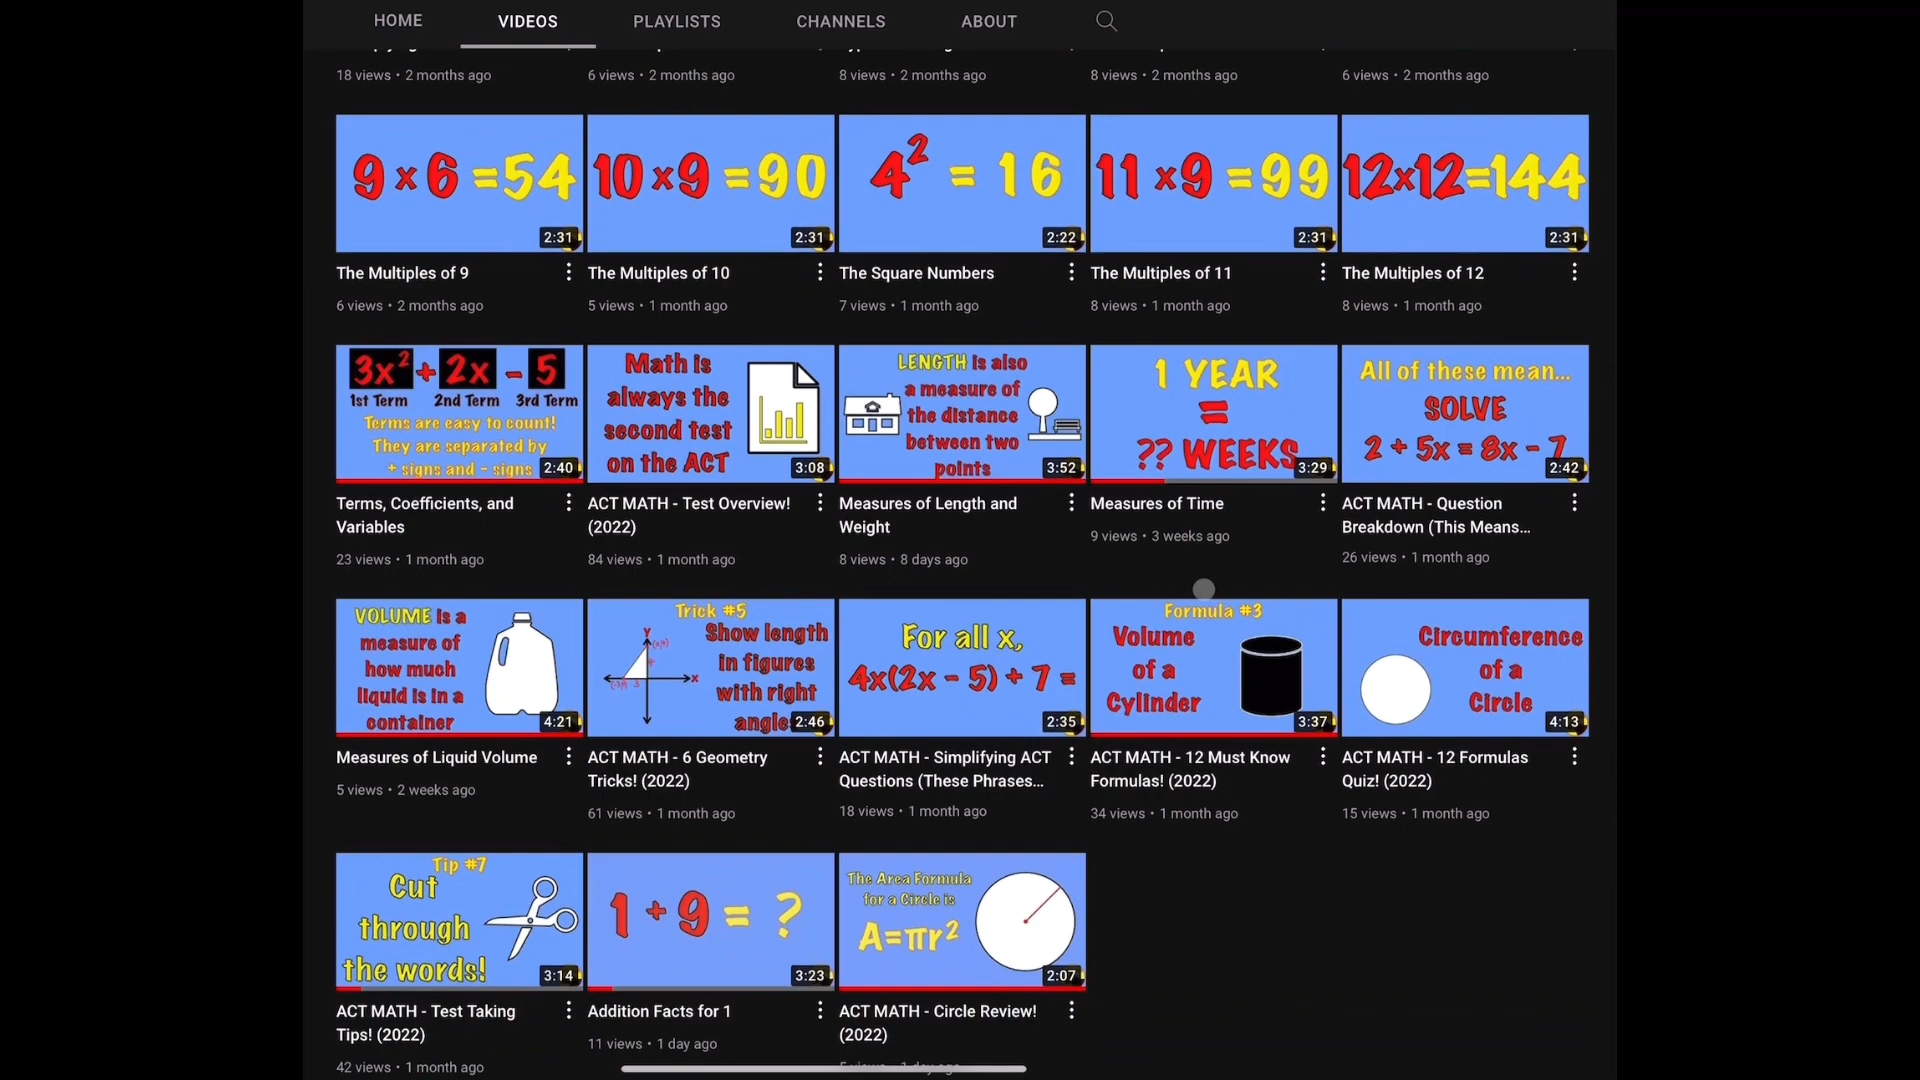 HOME VIDEOS PLAYLISTS CHANNELS ABOUT
18 views • 2 months ago
6 views • 2 months ago
8 views • 2 months ago
8 views • 2 months ago
6 views • 2 months ago
9 x 6 = 54
2:31
The Multiples of 9
6 views • 2 months ago
10 x 9 = 90
2:31
The Multiples of 10
5 views • 1 month ago
4² = 16
2:22
The Square Numbers
7 views • 1 month ago
11 x 9 = 99
2:31
The Multiples of 11
8 views • 1 month ago
12x12=144
2:31
The Multiples of 12
8 views • 1 month ago
3x² + 2x - 5
1st Term 2nd Term 3rd Term
Terms are easy to count!
They are separated by
+ signs and - signs
2:40
Terms, Coefficients, and
Variables
23 views • 1 month ago
Math is
always the
second test
on the ACT
3:08
ACT MATH - Test Overview!
(2022)
84 views • 1 month ago
LENGTH is also
a measure of
the distance
between two
points
3:52
Measures of Length and
Weight
8 views • 8 days ago
1 YEAR
=
?? WEEKS
3:29
Measures of Time
9 views • 3 weeks ago
All of these mean...
SOLVE
2 + 5x = 8x - 7
2:42
ACT MATH - Question
Breakdown (This Means...
26 views • 1 month ago
VOLUME is a
measure of
how much
liquid is in a
container
4:21
Measures of Liquid Volume
5 views • 2 weeks ago
Trick #5
Show length
in figures
with right
angles
y
x
3
2:46
ACT MATH - 6 Geometry
Tricks! (2022)
61 views • 1 month ago
For all x,
4x(2x - 5) + 7 =
2:35
ACT MATH - Simplifying ACT
Questions (These Phrases...
18 views • 1 month ago
Formula #3
Volume
of a
Cylinder
3:37
ACT MATH - 12 Must Know
Formulas! (2022)
34 views • 1 month ago
Circumference
of a
Circle
4:13
ACT MATH - 12 Formulas
Quiz! (2022)
15 views • 1 month ago
Tip #7
Cut
through
the words!
3:14
ACT MATH - Test Taking
Tips! (2022)
42 views • 1 month ago
1 + 9 = ?
3:23
Addition Facts for 1
11 views • 1 day ago
The Area Formula
for a Circle is
A=πr²
2:07
ACT MATH - Circle Review!
(2022)